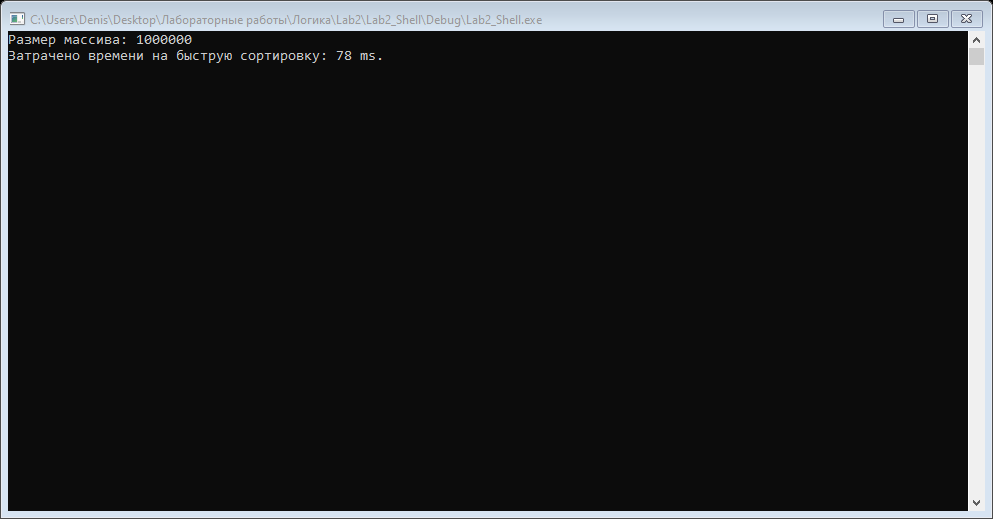 C:\Users\Denis\Desktop\Лабораторные работы\Логика\Lab2\Lab2_Shell\Debug\Lab2_Shell.exe
Размер массива: 1000000
Затрачено времени на быструю сортировку: 78 ms.